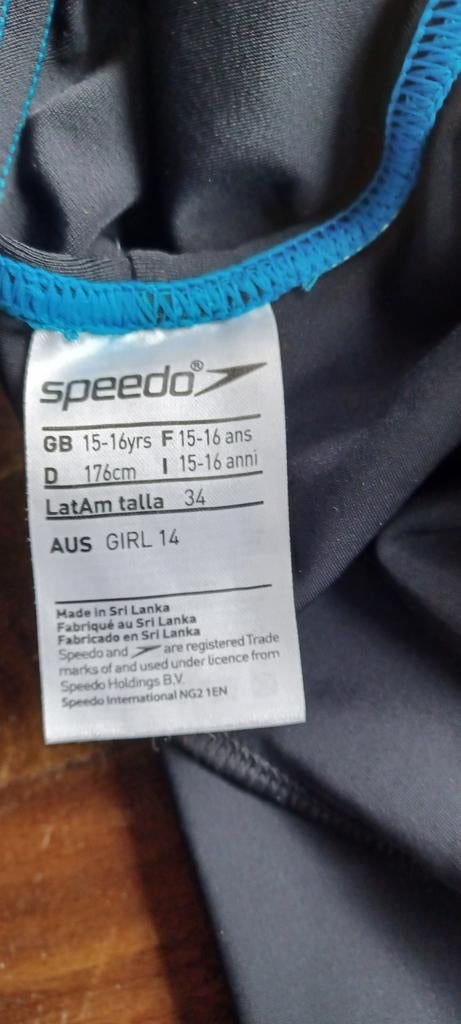 speedo®
GB 15-16yrs F 15-16 ans
D 176cm I 15-16 anni
LatAm talla 34
AUS GIRL 14
Made in Sri Lanka
Fabriqué au Sri Lanka
Fabricado en Sri Lanka
Speedo and are registered Trade
marks of and used under licence from
Speedo Holdings B.V.
Speedo International NG2 1EN